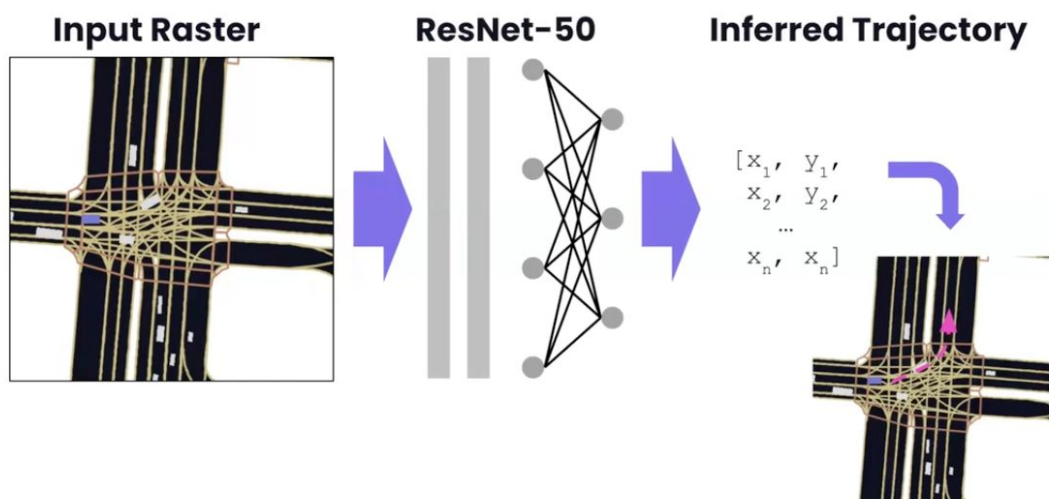 Input Raster
ResNet-50
Inferred Trajectory
[x₁, y₁,
x₂, y₂,
…
xₙ, xₙ]